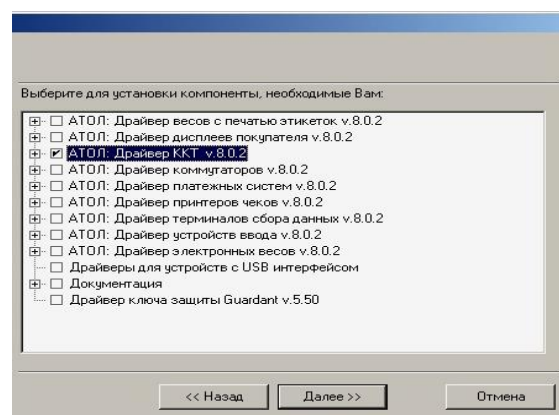 Выберите для установки компоненты, необходимые Вам:
АТОЛ: Драйвер весов с печатью этикеток v.8.0.2
АТОЛ: Драйвер дисплеев покупателя v.8.0.2
АТОЛ: Драйвер ККТ v.8.0.2
АТОЛ: Драйвер коммутаторов v.8.0.2
АТОЛ: Драйвер платежных систем v.8.0.2
АТОЛ: Драйвер принтеров чеков v.8.0.2
АТОЛ: Драйвер терминалов сбора данных v.8.0.2
АТОЛ: Драйвер устройств ввода v.8.0.2
АТОЛ: Драйвер электронных весов v.8.0.2
Драйверы для устройств с USB интерфейсом
Документация
Драйвер ключа защиты Guardant v.5.50
<< Назад Далее >> Отмена